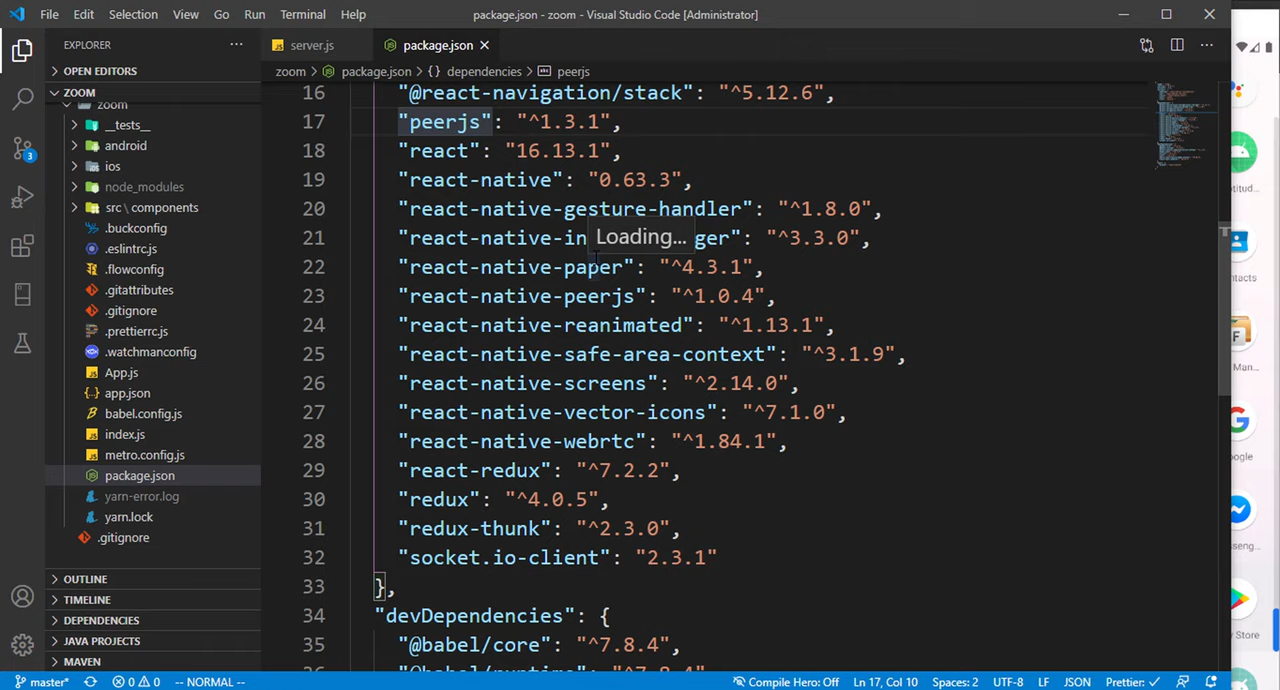 File Edit Selection View Go Run Terminal Help package.json - zoom - Visual Studio Code [Administrator]
EXPLORER
server.js package.json
zoom package.json {} dependencies peerjs
OPEN EDITORS
ZOOM
zoom
__tests__
android
ios
node_modules
src\components
.buckconfig
.eslintrc.js
.flowconfig
.gitattributes
.gitignore
.prettierrc.js
.watchmanconfig
App.js
app.json
babel.config.js
index.js
metro.config.js
package.json
yarn-error.log
yarn.lock
.gitignore
OUTLINE
TIMELINE
DEPENDENCIES
JAVA PROJECTS
MAVEN
3
16 "@react-navigation/stack": "^5.12.6",
17 "peerjs": "^1.3.1",
18 "react": "16.13.1",
19 "react-native": "0.63.3",
20 "react-native-gesture-handler": "^1.8.0",
21 "react-native-in ger": "^3.3.0",
Loading...
22 "react-native-paper": "^4.3.1",
23 "react-native-peerjs": "^1.0.4",
24 "react-native-reanimated": "^1.13.1",
25 "react-native-safe-area-context": "^3.1.9",
26 "react-native-screens": "^2.14.0",
27 "react-native-vector-icons": "^7.1.0",
28 "react-native-webrtc": "^1.84.1",
29 "react-redux": "^7.2.2",
30 "redux": "^4.0.5",
31 "redux-thunk": "^2.3.0",
32 "socket.io-client": "2.3.1"
33 },
34 "devDependencies": {
35 "@babel/core": "^7.8.4",
master* 0 0 -- NORMAL -- Compile Hero: Off Ln 17, Col 10 Spaces: 2 UTF-8 LF JSON Prettier: